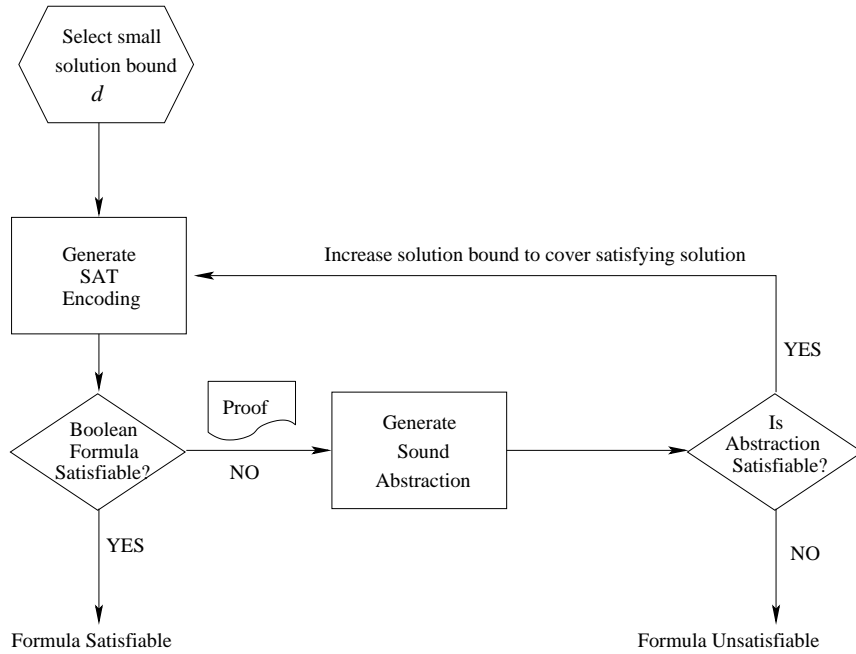 Select small
solution bound
d
Generate
SAT
Encoding
Increase solution bound to cover satisfying solution
YES
Boolean
Formula
Satisfiable?
Proof
NO
Generate
Sound
Abstraction
Is
Abstraction
Satisfiable?
YES
NO
Formula Satisfiable
Formula Unsatisfiable